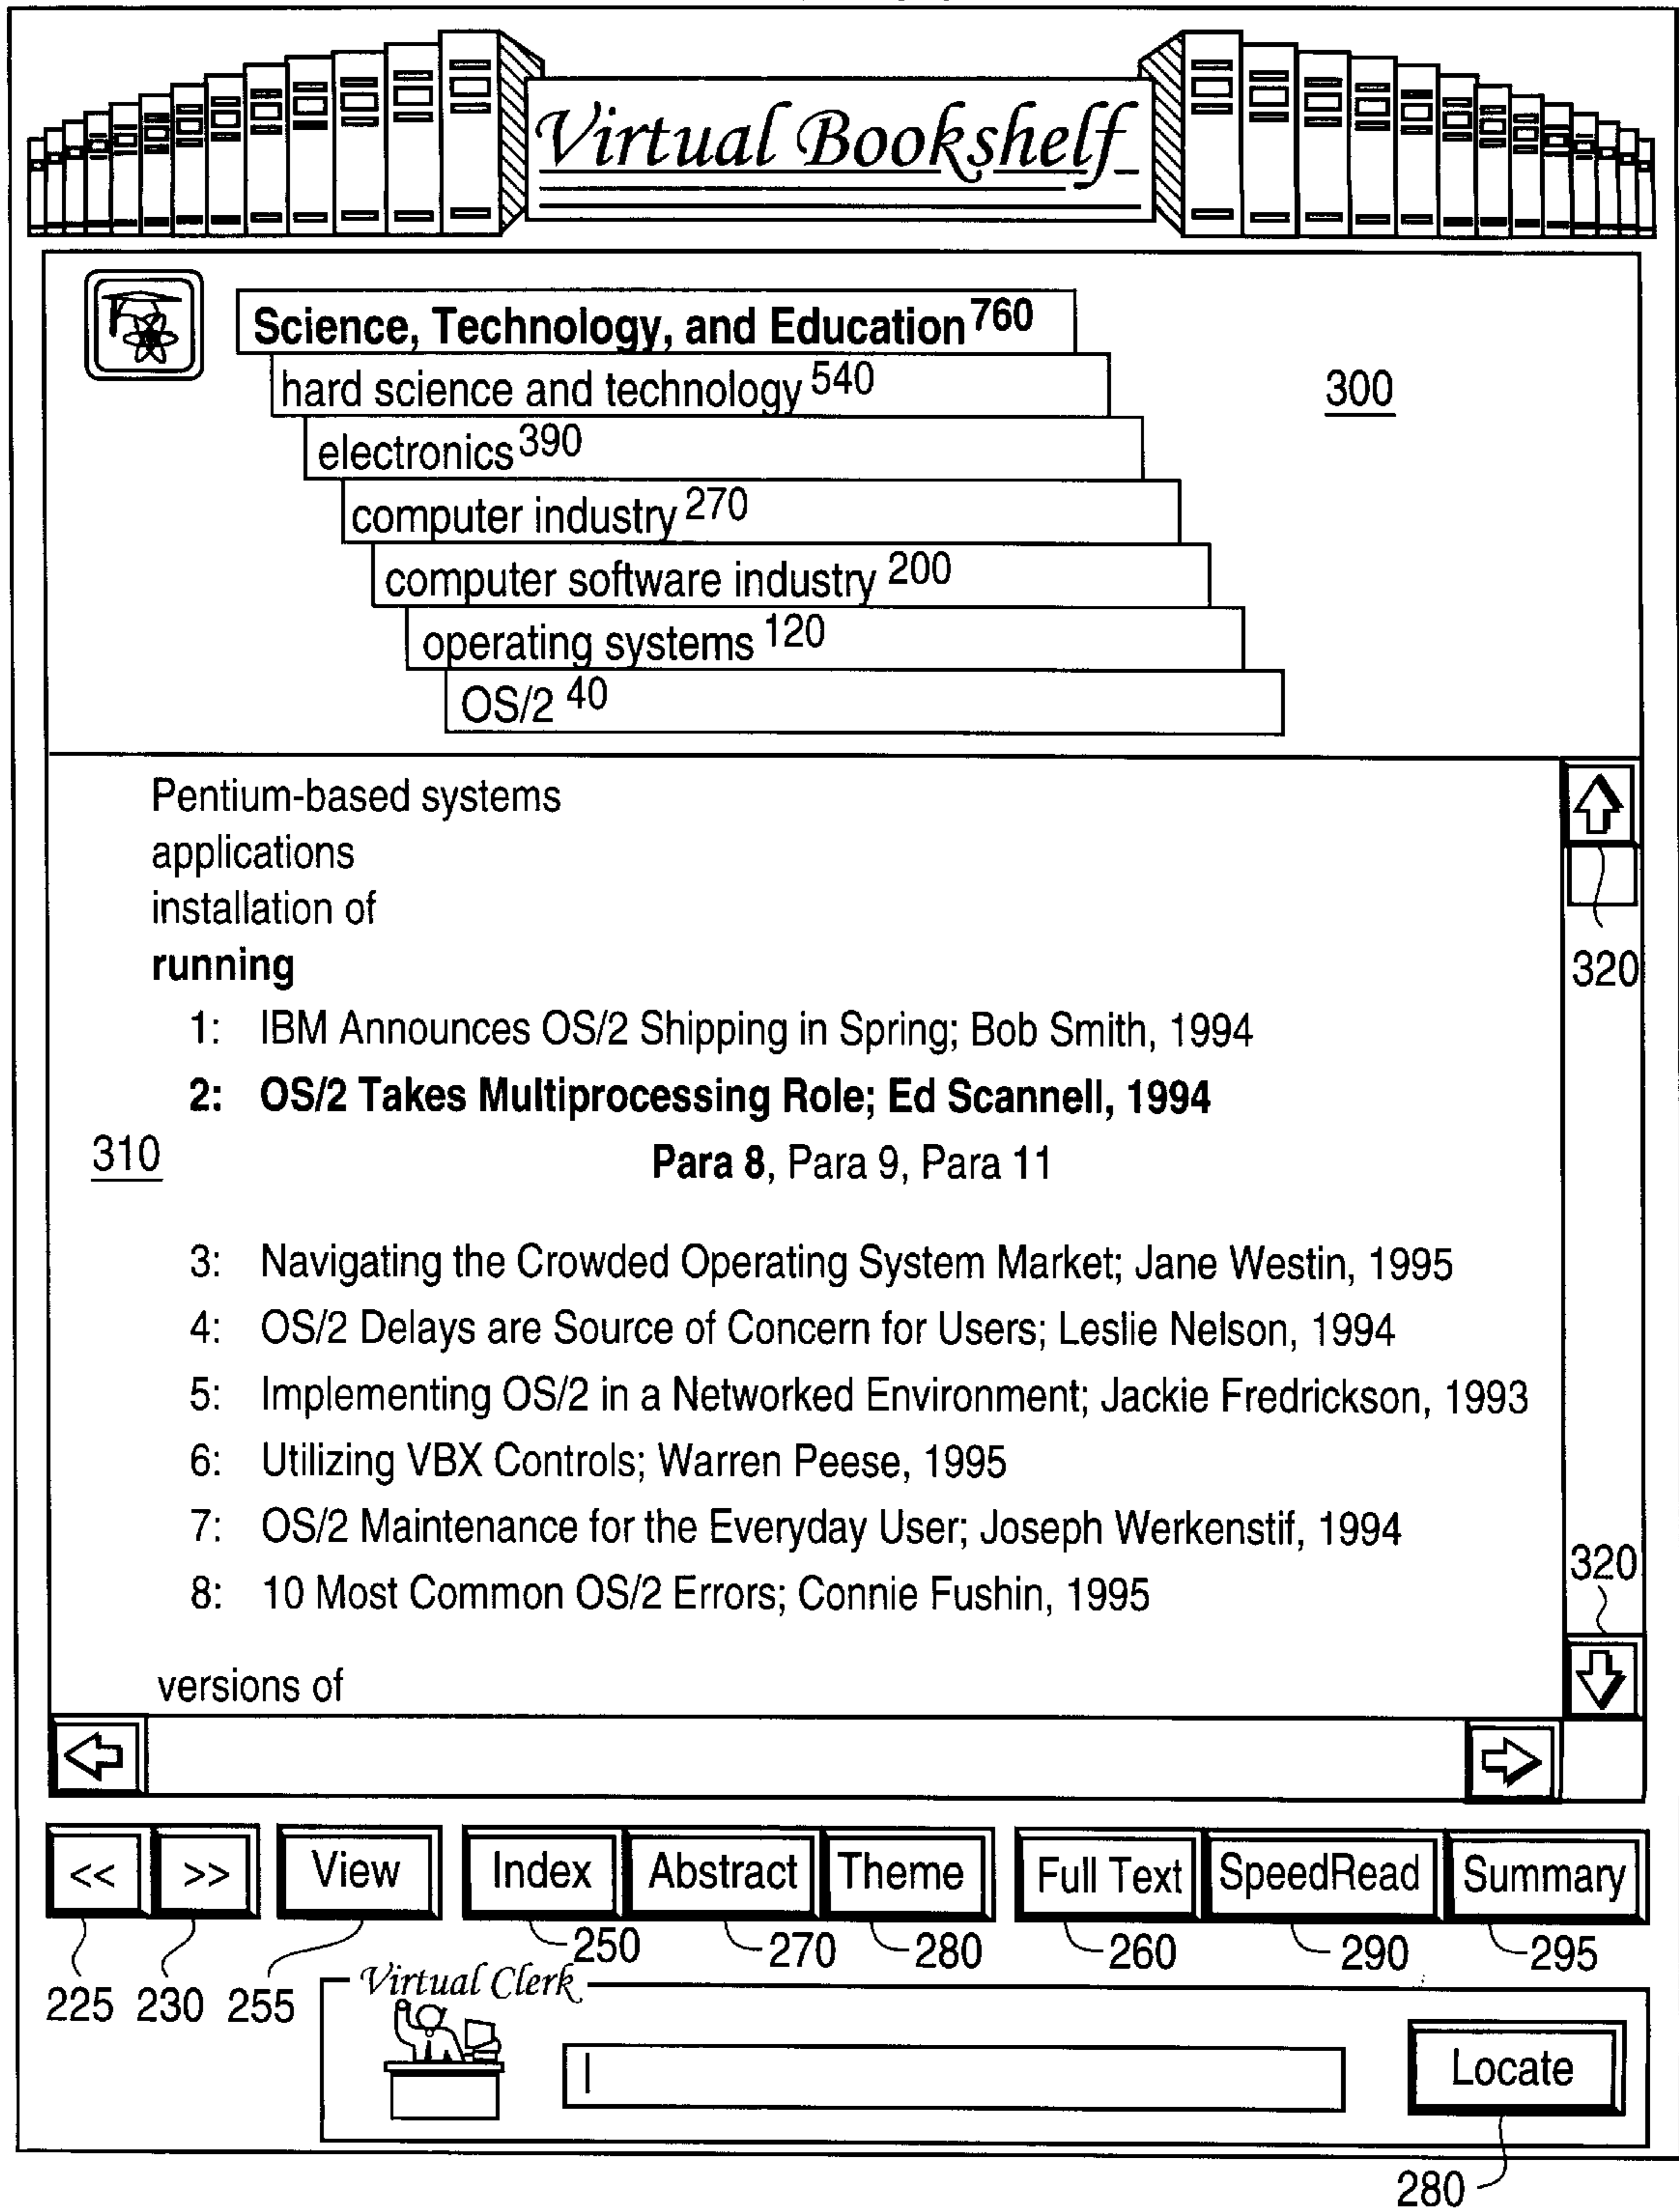 Virtual Bookshelf
Science, Technology, and Education 760
hard science and technology 540
300
electronics 390
computer industry 270
computer software industry 200
operating systems 120
OS/2 40
Pentium-based systems
applications
installation of
running
320
1: IBM Announces OS/2 Shipping in Spring; Bob Smith, 1994
2: OS/2 Takes Multiprocessing Role; Ed Scannell, 1994
310
Para 8, Para 9, Para 11
3: Navigating the Crowded Operating System Market; Jane Westin, 1995
4: OS/2 Delays are Source of Concern for Users; Leslie Nelson, 1994
5: Implementing OS/2 in a Networked Environment; Jackie Fredrickson, 1993
6: Utilizing VBX Controls; Warren Peese, 1995
7: OS/2 Maintenance for the Everyday User; Joseph Werkenstif, 1994
320
8: 10 Most Common OS/2 Errors; Connie Fushin, 1995
versions of
<< >> View Index Abstract Theme Full Text SpeedRead Summary
250 270 280 260 290 295
225 230 255
Virtual Clerk
Locate
280